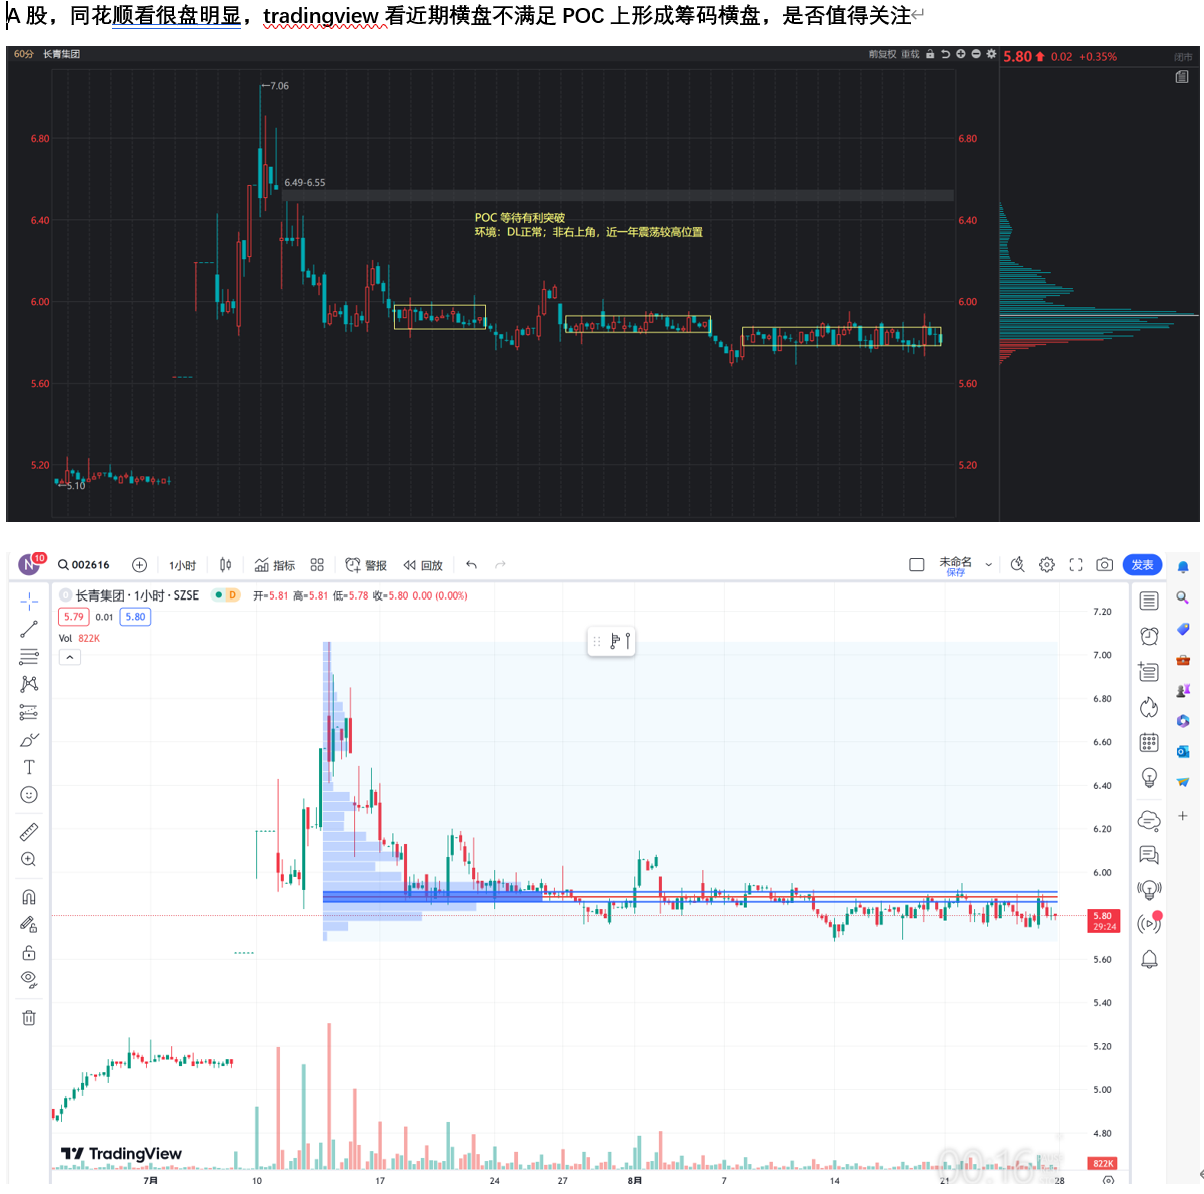 A 股，同花顺看很盘明显，tradingview 看近期横盘不满足 POC 上形成筹码横盘，是否值得关注
60分 长青集团
前复权 重载
5.80 0.02 +0.35%
闭市
7.06
6.80 6.80
6.49-6.55
POC 等待有利突破
6.40 6.40
环境：DL正常；非右上角，近一年震荡较高位置
6.00 6.00
5.60 5.60
5.20 5.20
5.10
N 10 002616 1小时 指标 警报 回放 未命名 保存 发表
长青集团 · 1小时 · SZSE D 开=5.81 高=5.81 低=5.78 收=5.80 0.00 (0.00%)
5.79 0.01 5.80
Vol 822K
7.20
7.00
6.80
6.60
6.40
6.20
6.00
5.80
29:24
5.60
5.40
5.20
5.00
4.80
TradingView
00:16
822K
7月 10 17 24 27 8月 7 14 21 28